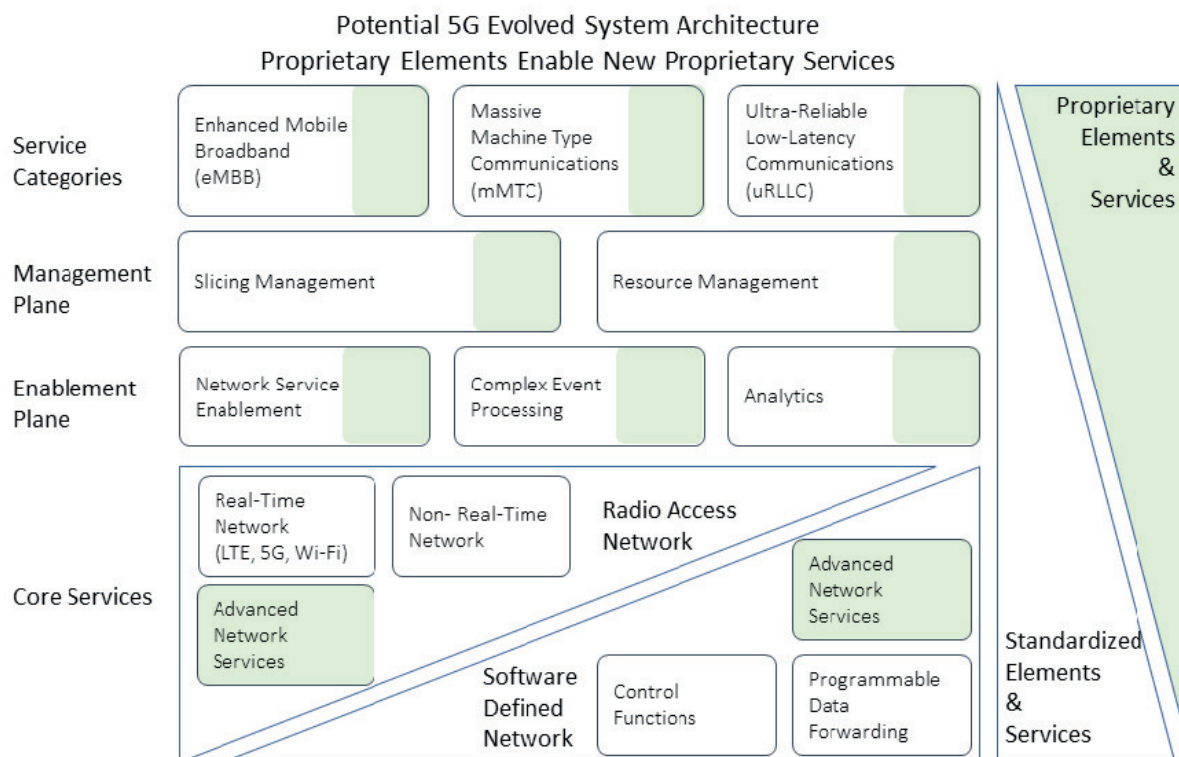 Potential 5G Evolved System Architecture
Proprietary Elements Enable New Proprietary Services
Service
Categories
Enhanced Mobile
Broadband
(eMBB)
Massive
Machine Type
Communications
(mMTC)
Ultra-Reliable
Low-Latency
Communications
(uRLLC)
Proprietary
Elements
&
Services
Management
Plane
Slicing Management
Resource Management
Enablement
Plane
Network Service
Enablement
Complex Event
Processing
Analytics
Core Services
Real-Time
Network
(LTE, 5G, Wi-Fi)
Non- Real-Time
Network
Radio Access
Network
Advanced
Network
Services
Advanced
Network
Services
Software
Defined
Network
Control
Functions
Programmable
Data
Forwarding
Standardized
Elements
&
Services